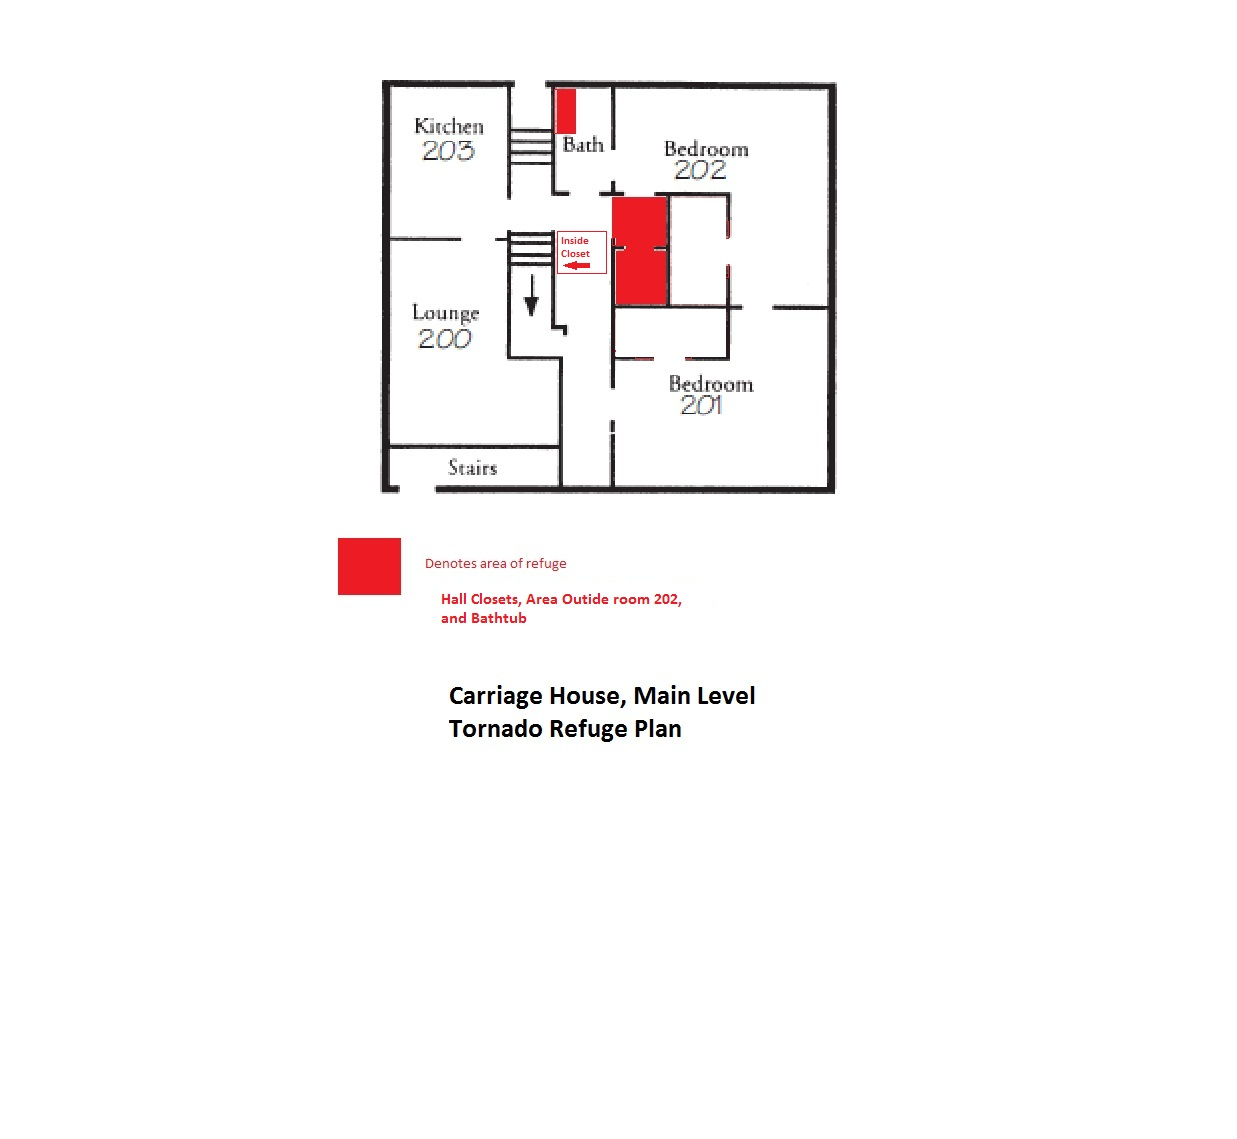 Kitchen
203
Bath
Bedroom
202
Inside
Closet
Lounge
200
Bedroom
201
Stairs
Denotes area of refuge
Hall Closets, Area Outide room 202,
and Bathtub
Carriage House, Main Level
Tornado Refuge Plan